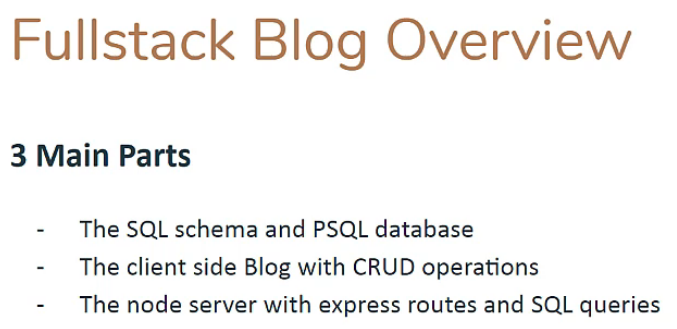 Fullstack Blog Overview
3 Main Parts
- The SQL schema and PSQL database
- The client side Blog with CRUD operations
- The node server with express routes and SQL queries